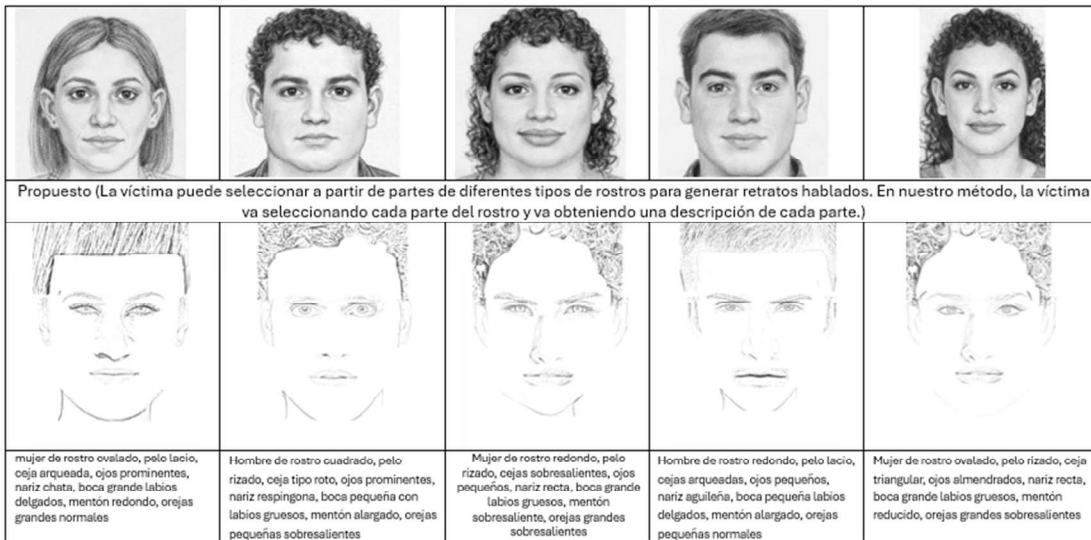 Propuesto (La víctima puede seleccionar a partir de partes de diferentes tipos de rostros para generar retratos hablados. En nuestro método, la víctima
va seleccionando cada parte del rostro y va obteniendo una descripción de cada parte.)
mujer de rostro ovalado, pelo lacio,
ceja arqueada, ojos prominentes,
nariz chata, boca grande labios
delgados, mentón redondo, orejas
grandes normales
Hombre de rostro cuadrado, pelo
rizado, ceja tipo roto, ojos prominentes,
nariz respingona, boca pequeña con
labios gruesos, mentón alargado, orejas
pequeñas sobresalientes
Mujer de rostro redondo, pelo
rizado, cejas sobresalientes, ojos
pequeños, nariz recta, boca grande
labios gruesos, mentón
sobresaliente, orejas grandes
sobresalientes
Hombre de rostro redondo, pelo lacio,
cejas arqueadas, ojos pequeños,
nariz aguileña, boca pequeña labios
delgados, mentón alargado, orejas
pequeñas normales
Mujer de rostro ovalado, pelo rizado, ceja
triangular, ojos almendrados, nariz recta,
boca grande labios gruesos, mentón
reducido, orejas grandes sobresalientes